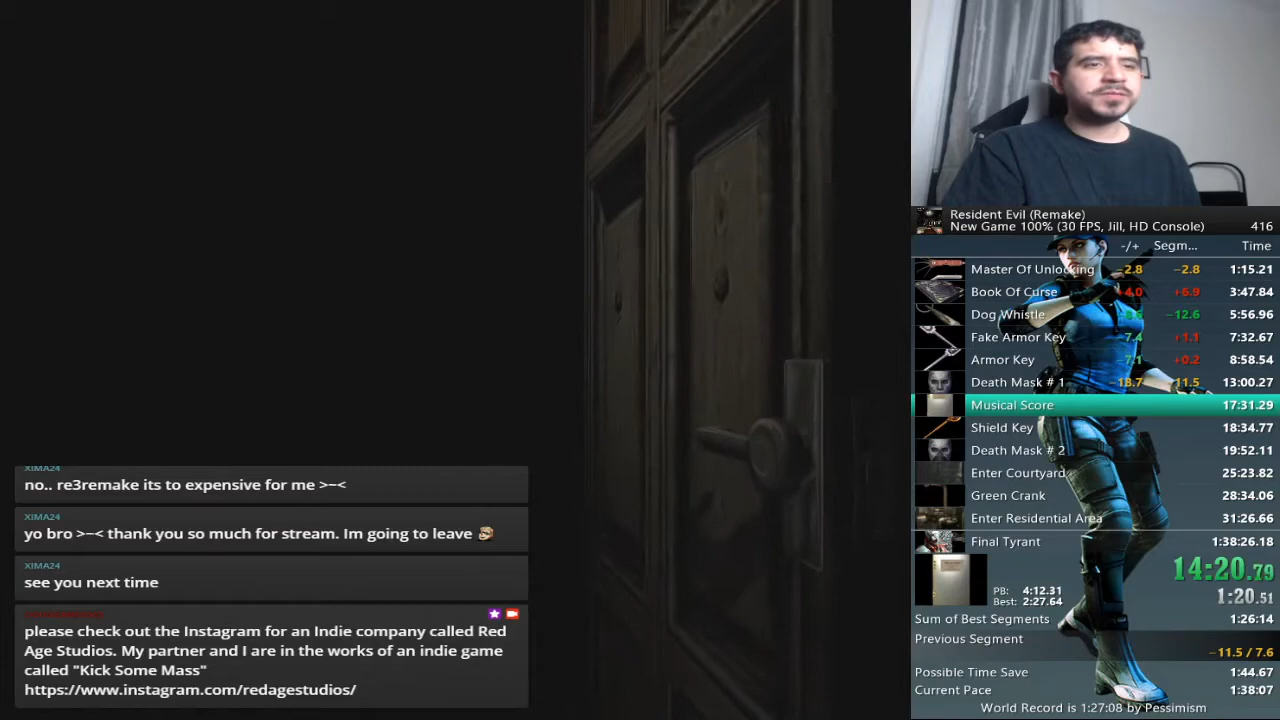 XIMA24
no.. re3remake its to expensive for me >~<
XIMA24
yo bro >~< thank you so much for stream. Im going to leave
XIMA24
see you next time
please check out the Instagram for an Indie company called Red
Age Studios. My partner and I are in the works of an indie game
called "Kick Some Mass"
https://www.instagram.com/redagestudios/
Resident Evil (Remake)
New Game 100% (30 FPS, Jill, HD Console) 416
-/+ Segm... Time
Master Of Unlocking −2.8 −2.8 1:15.21
Book Of Curse +4.0 +6.9 3:47.84
Dog Whistle −12.6 5:56.96
Fake Armor Key −7.4 +1.1 7:32.67
Armor Key −7.1 +0.2 8:58.54
Death Mask # 1 −18.7 −11.5 13:00.27
Musical Score 17:31.29
Shield Key 18:34.77
Death Mask # 2 19:52.11
Enter Courtyard 25:23.82
Green Crank 28:34.06
Enter Residential Area 31:26.66
Final Tyrant 1:38:26.18
14:20.79
PB: 4:12.31
Best: 2:27.64
1:20.51
Sum of Best Segments 1:26:14
Previous Segment
−11.5 / 7.6
Possible Time Save 1:44.67
Current Pace 1:38:07
World Record is 1:27:08 by Pessimism